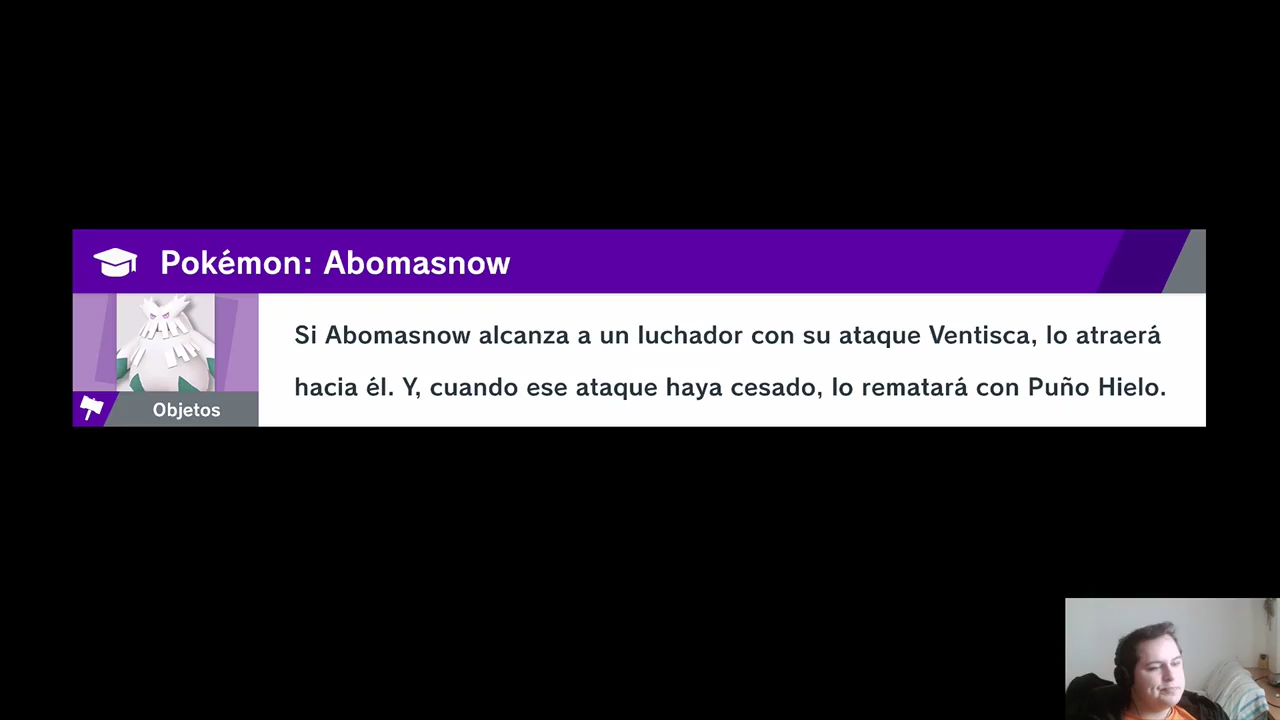 Pokémon: Abomasnow
Si Abomasnow alcanza a un luchador con su ataque Ventisca, lo atraerá
hacia él. Y, cuando ese ataque haya cesado, lo rematará con Puño Hielo.
Objetos